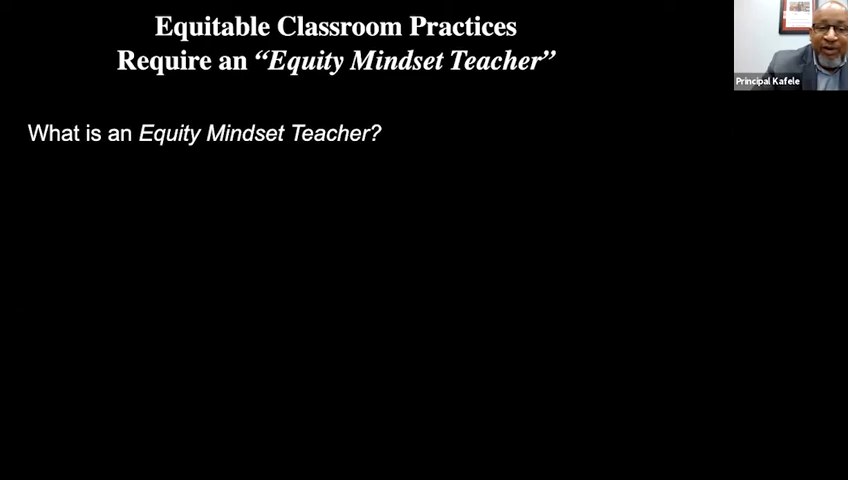 Equitable Classroom Practices
Require an “Equity Mindset Teacher”
Principal Kafele
What is an Equity Mindset Teacher?